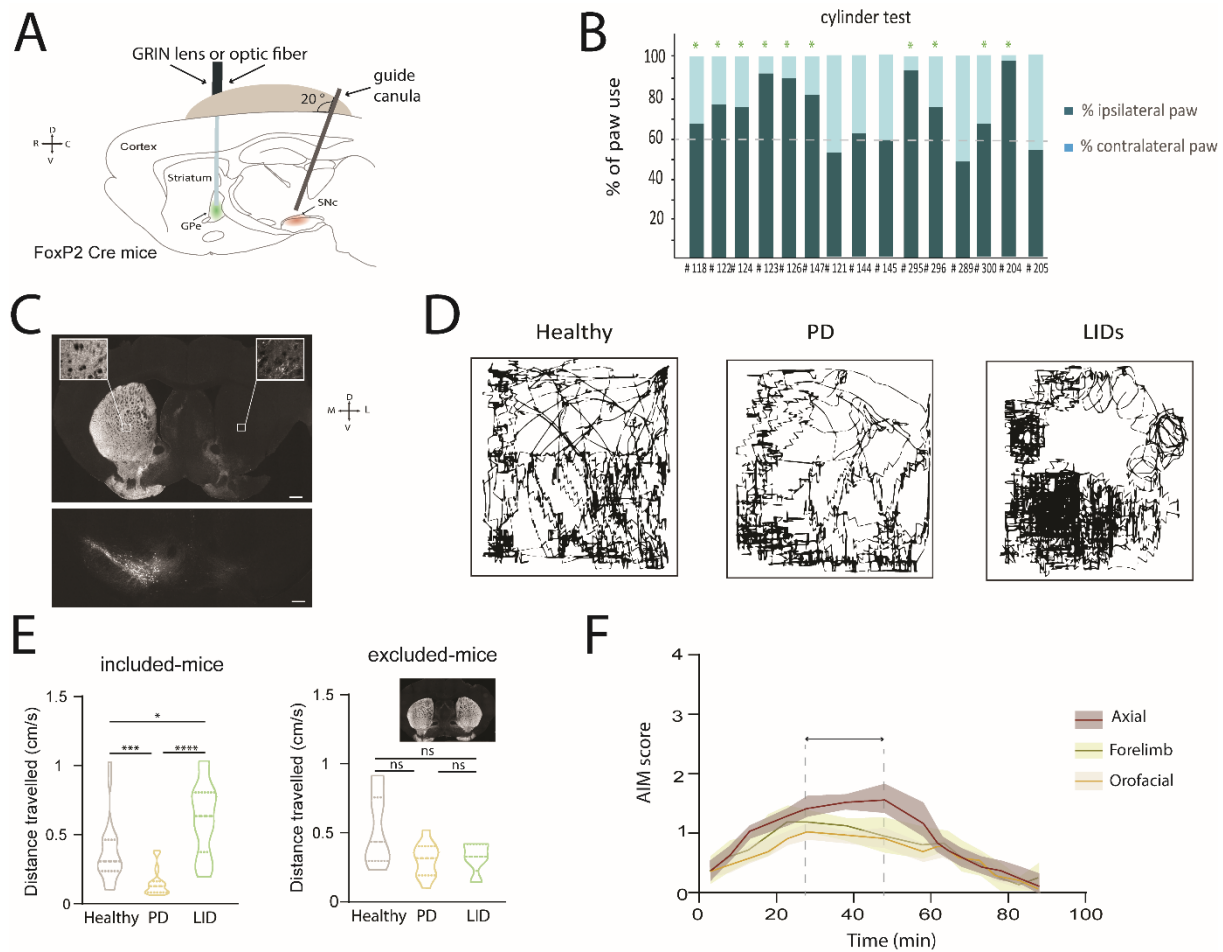 A
GRIN lens or optic fiber
guide
canula
20 °
D
R
C
V
Cortex
Striatum
SNc
GPe
FoxP2 Cre mice
B
cylinder test
* * * * * * * * * *
% of paw use
100
80
60
40
20
# 118 # 122 # 124 # 123 # 126 # 147 # 121 # 144 # 145 # 295 # 296 # 289 # 300 # 204 # 205
% ipsilateral paw
% contralateral paw
C
D
M
L
V
D
Healthy
PD
LIDs
E
included-mice
Distance travelled (cm/s)
1.5
1
0.5
0
*
*** ****
Healthy PD LID
excluded-mice
Distance travelled (cm/s)
1.5
1
0.5
0
ns
ns ns
Healthy PD LID
F
AIM score
4
3
2
1
0
0 20 40 60 80 100
Time (min)
Axial
Forelimb
Orofacial